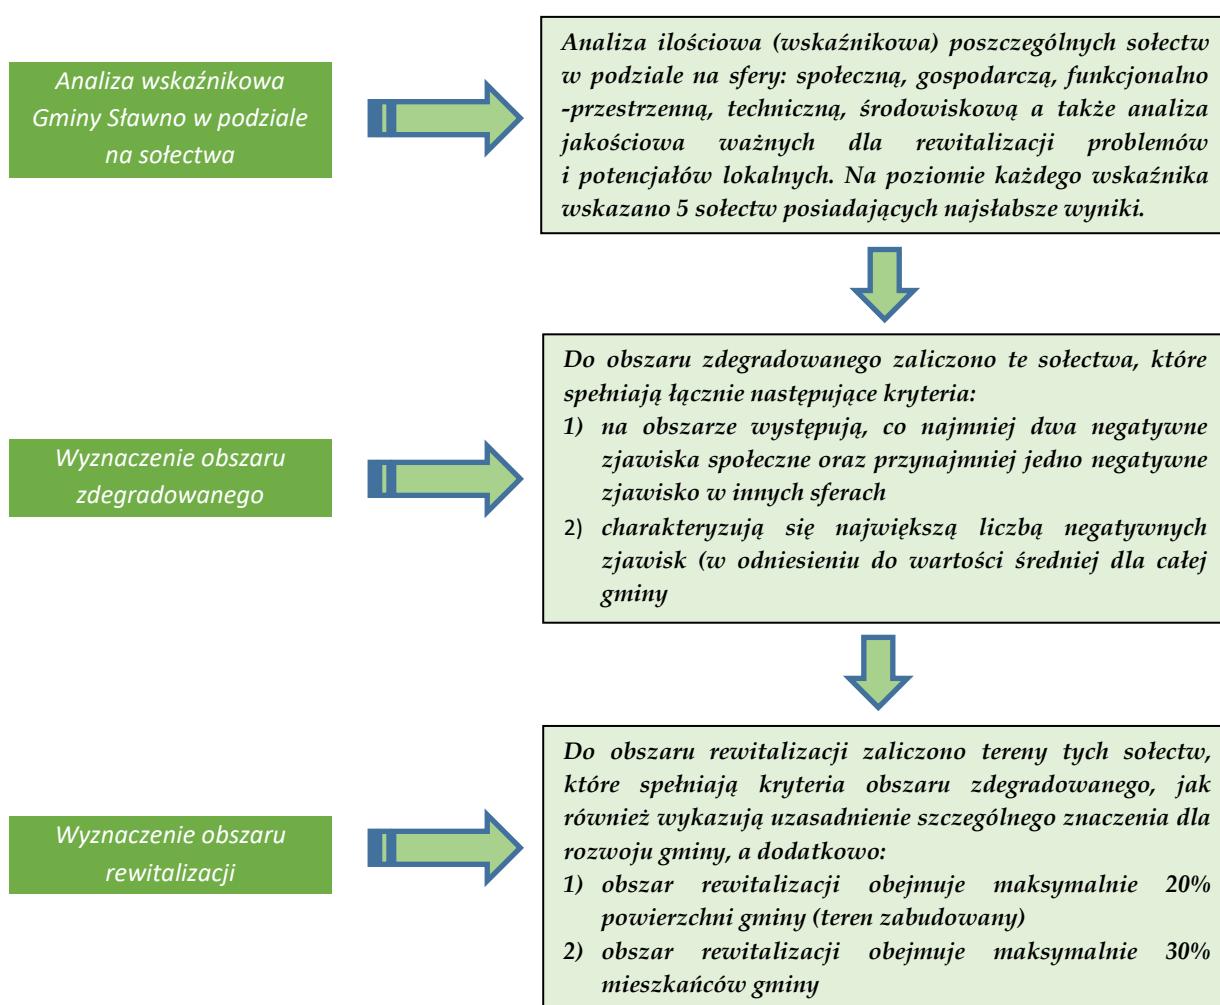 Analiza wskaźnikowa
Gminy Sławno w podziale
na sołectwa
Analiza ilościowa (wskaźnikowa) poszczególnych sołectw
w podziale na sfery: społeczną, gospodarczą, funkcjonalno
-przestrzenną, techniczną, środowiskową a także analiza
jakościowa ważnych dla rewitalizacji problemów
i potencjałów lokalnych. Na poziomie każdego wskaźnika
wskazano 5 sołectw posiadających najsłabsze wyniki.
Wyznaczenie obszaru
zdegradowanego
Do obszaru zdegradowanego zaliczono te sołectwa, które
spełniają łącznie następujące kryteria:
1) na obszarze występują, co najmniej dwa negatywne
zjawiska społeczne oraz przynajmniej jedno negatywne
zjawisko w innych sferach
2) charakteryzują się największą liczbą negatywnych
zjawisk (w odniesieniu do wartości średniej dla całej
gminy
Wyznaczenie obszaru
rewitalizacji
Do obszaru rewitalizacji zaliczono tereny tych sołectw,
które spełniają kryteria obszaru zdegradowanego, jak
również wykazują uzasadnienie szczególnego znaczenia dla
rozwoju gminy, a dodatkowo:
1) obszar rewitalizacji obejmuje maksymalnie 20%
powierzchni gminy (teren zabudowany)
2) obszar rewitalizacji obejmuje maksymalnie 30%
mieszkańców gminy